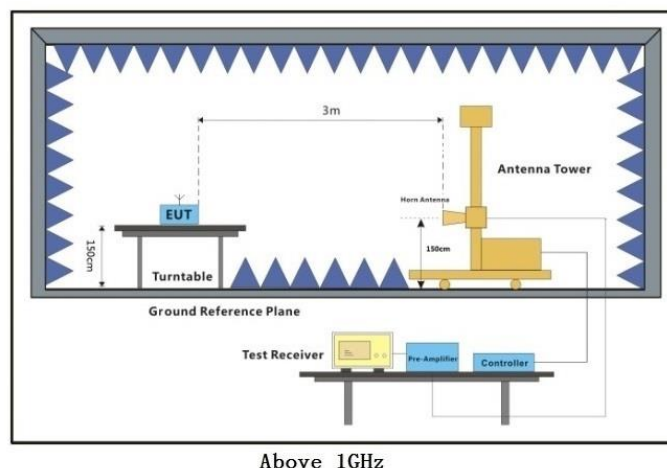 3m
Antenna Tower
Horn Antenna
EUT
150cm
150cm
Turntable
Ground Reference Plane
Test Receiver
Pre-Amplifier
Controller
Above 1GHz